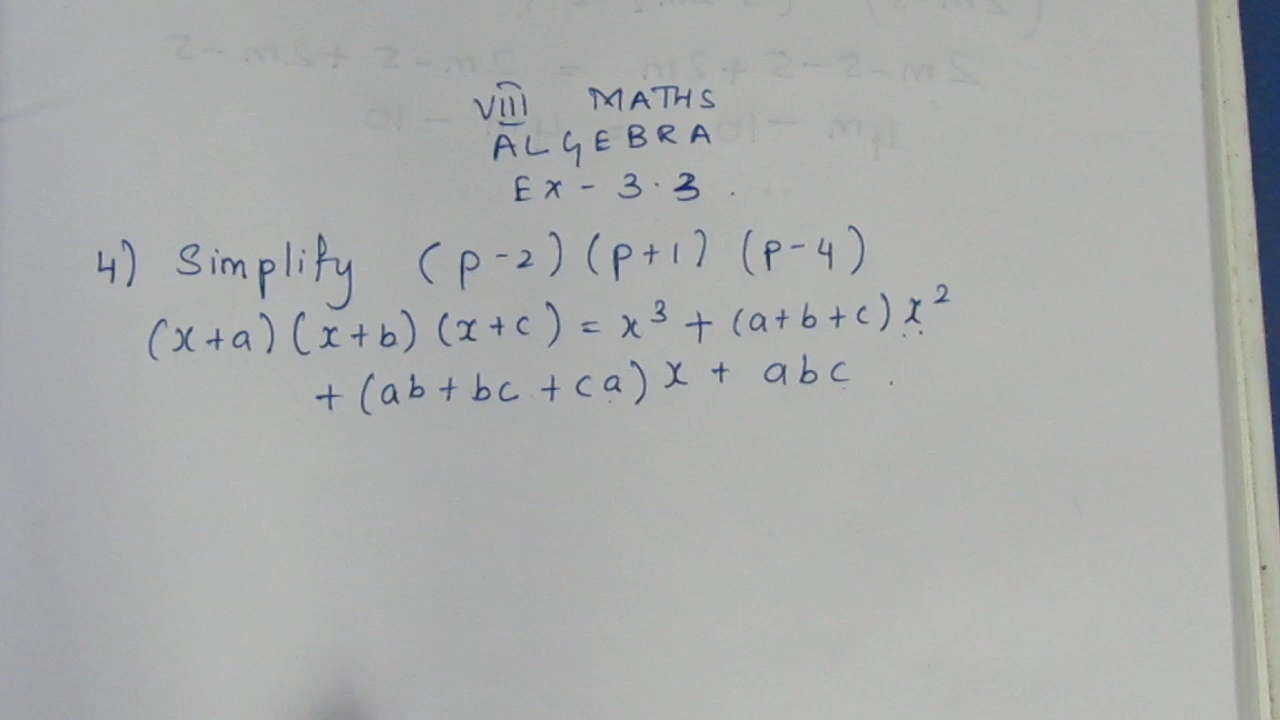 VIII MATHS
ALGEBRA
Ex - 3.3.
4) Simplify (p-2) (p+1) (p-4)
(x+a) (x+b) (x+c) = x³ + (a+b+c) x²
+ (ab + bc + ca) x + abc.